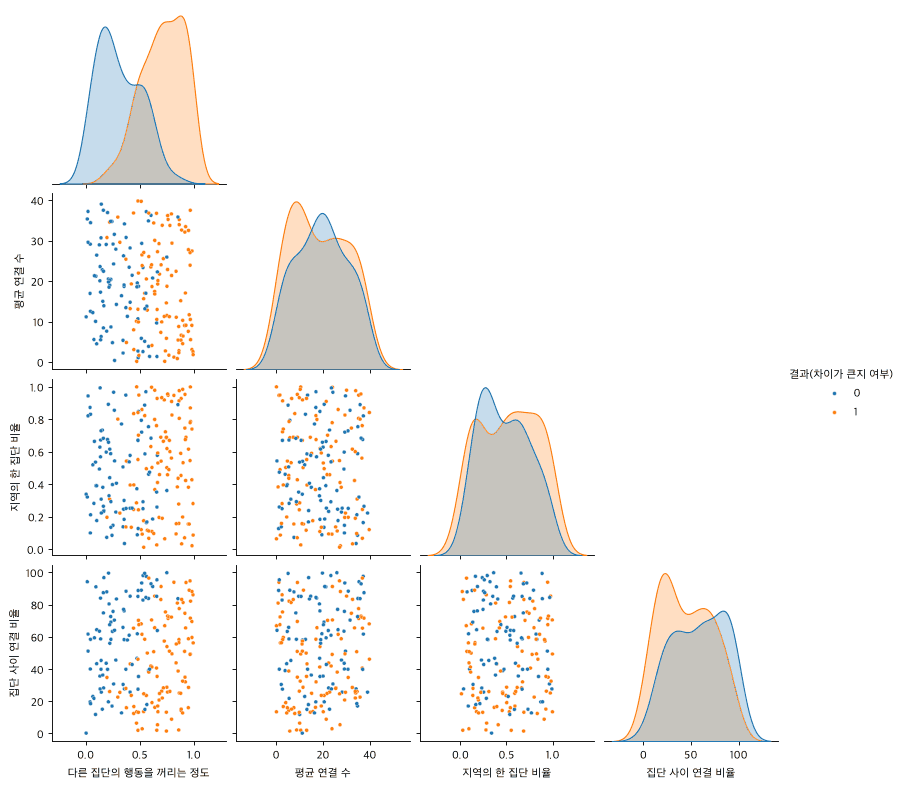 평균 연결 수
40
30
20
10
0
지역의 한 집단 비율
1.0
0.8
0.6
0.4
0.2
0.0
집단 사이 연결 비율
100
80
60
40
20
0
0.0 0.5 1.0
0 20 40
0.0 0.5 1.0
0 50 100
다른 집단의 행동을 꺼리는 정도
평균 연결 수
지역의 한 집단 비율
집단 사이 연결 비율
결과(차이가 큰지 여부)
0
1